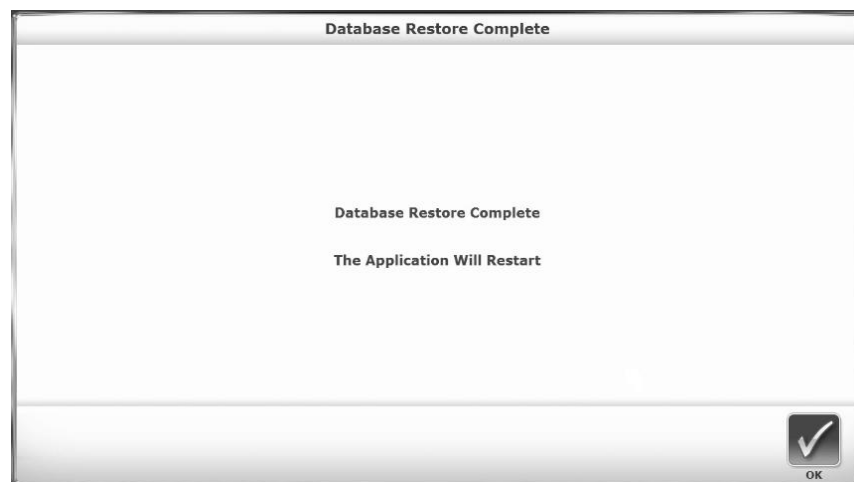 Database Restore Complete
Database Restore Complete
The Application Will Restart
OK